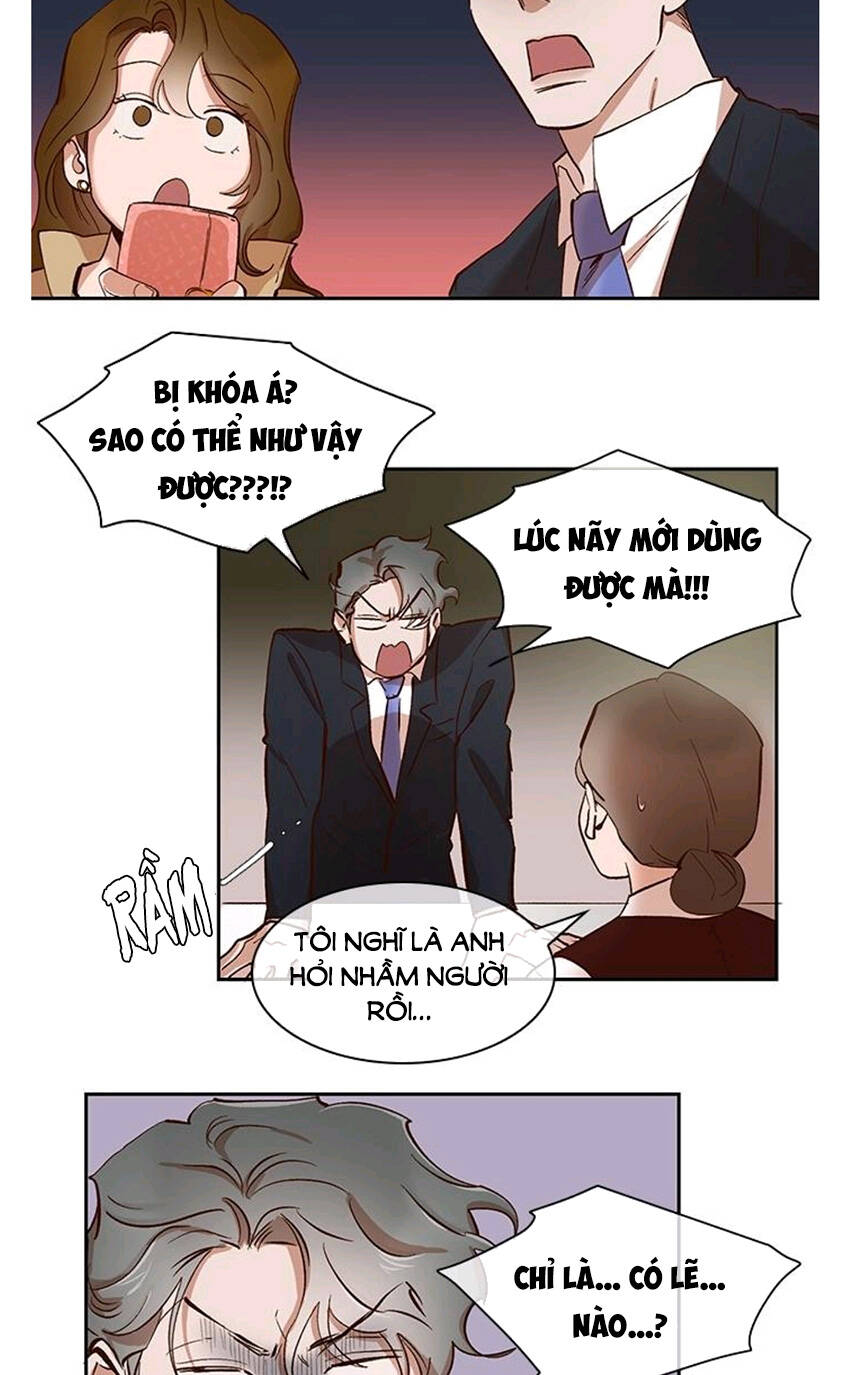 BỊ KHÓA Á?
SAO CÓ THỂ NHƯ VẬY
ĐƯỢC???!?
LÚC NÃY MỚI DÙNG
ĐƯỢC MÀ!!!
RẦM
TÔI NGHĨ LÀ ANH
HỎI NHẦM NGƯỜI
RỒI...
CHỈ LÀ... CÓ LẼ...
NÀO...?